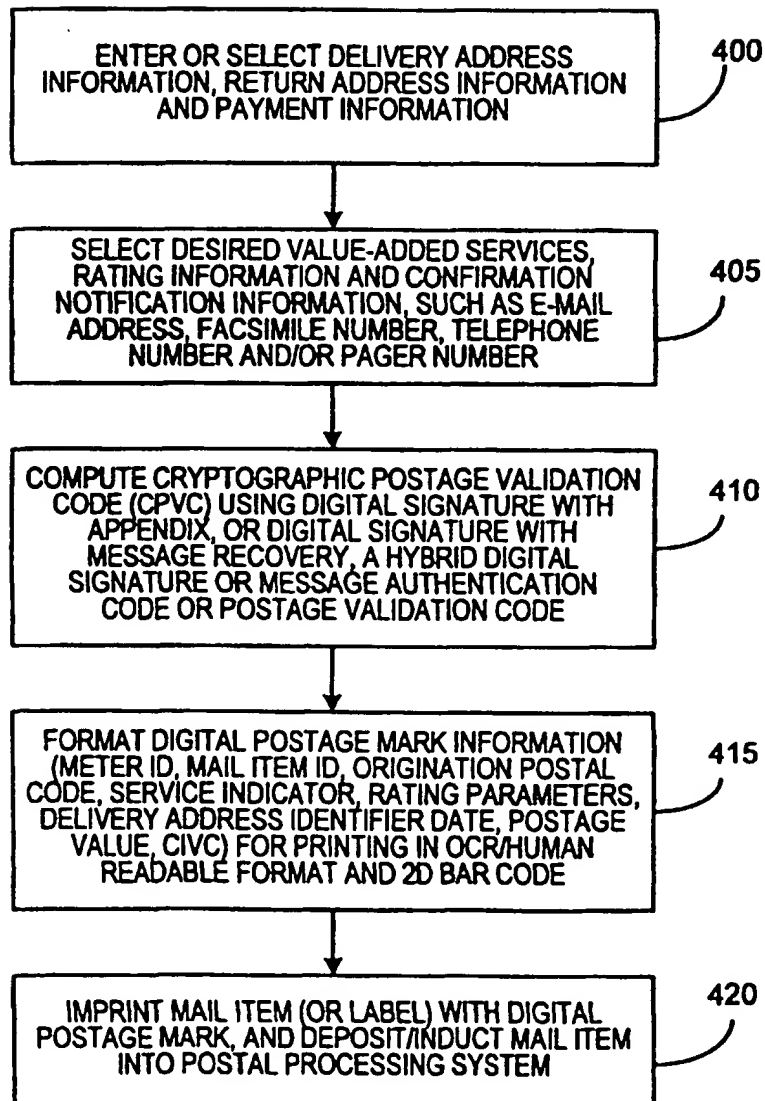 ENTER OR SELECT DELIVERY ADDRESS
INFORMATION, RETURN ADDRESS INFORMATION
AND PAYMENT INFORMATION
400
SELECT DESIRED VALUE-ADDED SERVICES,
RATING INFORMATION AND CONFIRMATION
NOTIFICATION INFORMATION, SUCH AS E-MAIL
ADDRESS, FACSIMILE NUMBER, TELEPHONE
NUMBER AND/OR PAGER NUMBER
405
COMPUTE CRYPTOGRAPHIC POSTAGE VALIDATION
CODE (CPVC) USING DIGITAL SIGNATURE WITH
APPENDIX, OR DIGITAL SIGNATURE WITH
MESSAGE RECOVERY, A HYBRID DIGITAL
SIGNATURE OR MESSAGE AUTHENTICATION
CODE OR POSTAGE VALIDATION CODE
410
FORMAT DIGITAL POSTAGE MARK INFORMATION
(METER ID, MAIL ITEM ID, ORIGINATION POSTAL
CODE, SERVICE INDICATOR, RATING PARAMETERS,
DELIVERY ADDRESS IDENTIFIER DATE, POSTAGE
VALUE, CIVC) FOR PRINTING IN OCR/HUMAN
READABLE FORMAT AND 2D BAR CODE
415
IMPRINT MAIL ITEM (OR LABEL) WITH DIGITAL
POSTAGE MARK, AND DEPOSIT/INDUCT MAIL ITEM
INTO POSTAL PROCESSING SYSTEM
420